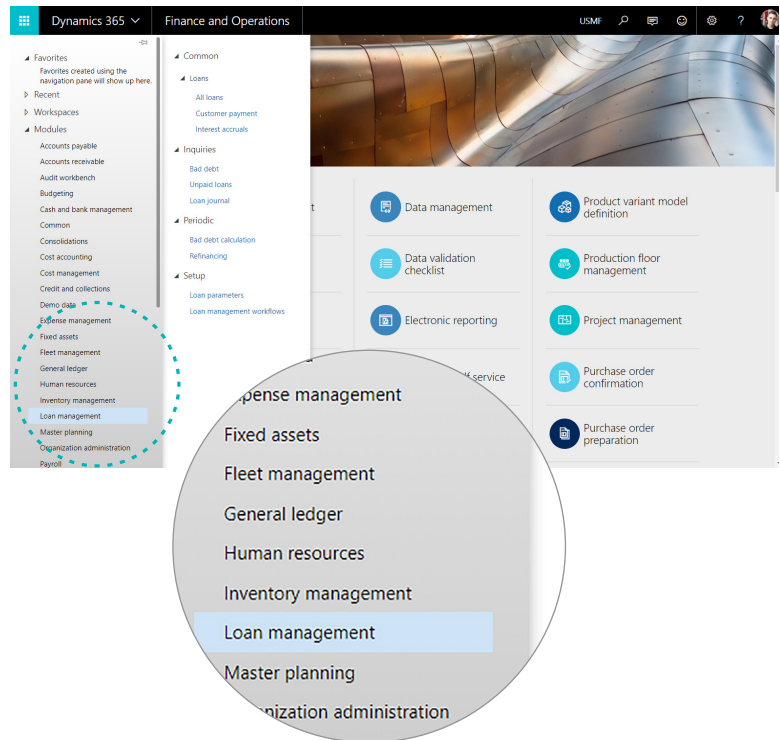 Dynamics 365
Finance and Operations
USMF
?
Favorites
Favorites created using the
navigation pane will show up here.
Recent
Workspaces
Modules
Accounts payable
Accounts receivable
Audit workbench
Budgeting
Cash and bank management
Common
Consolidations
Cost accounting
Cost management
Credit and collections
Demo data
Expense management
Fixed assets
Fleet management
General ledger
Human resources
Inventory management
Loan management
Master planning
Organization administration
Payroll
Common
Loans
All loans
Customer payment
Interest accruals
Inquiries
Bad debt
Unpaid loans
Loan journal
Periodic
Bad debt calculation
Refinancing
Setup
Loan parameters
Loan management workflows
Data management
Data validation
checklist
Electronic reporting
service
Product variant model
definition
Production floor
management
Project management
Purchase order
confirmation
Purchase order
preparation
management
Fixed assets
Fleet management
General ledger
Human resources
Inventory management
Loan management
Master planning
administration